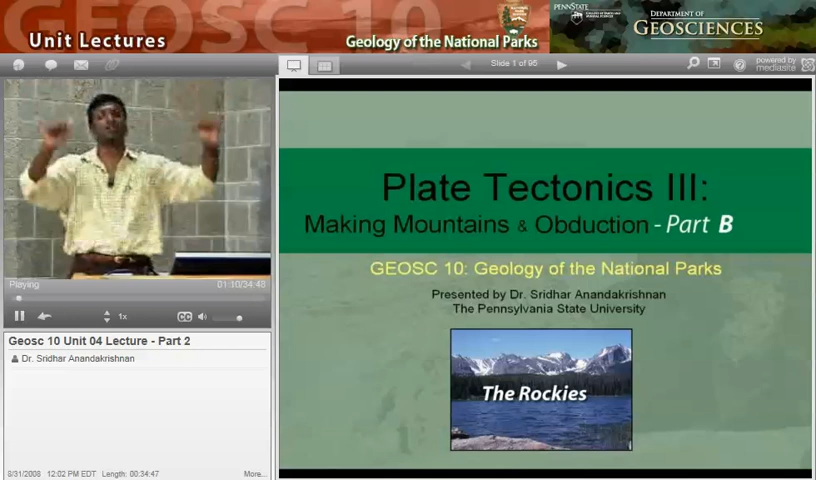 GEOSC 10
Unit Lectures
Geology of the National Parks
PENNSTATE
DEPARTMENT OF
GEOSCIENCES
Slide 1 of 96
powered by
mediasite
Plate Tectonics III:
Making Mountains & Obduction - Part B
GEOSC 10: Geology of the National Parks
Presented by Dr. Sridhar Anandakrishnan
The Pennsylvania State University
The Rockies
Playing
01:10/34:48
1x
CC
Geosc 10 Unit 04 Lecture - Part 2
Dr. Sridhar Anandakrishnan
8/31/2008 12:02 PM EDT Length: 00:34:47
More...